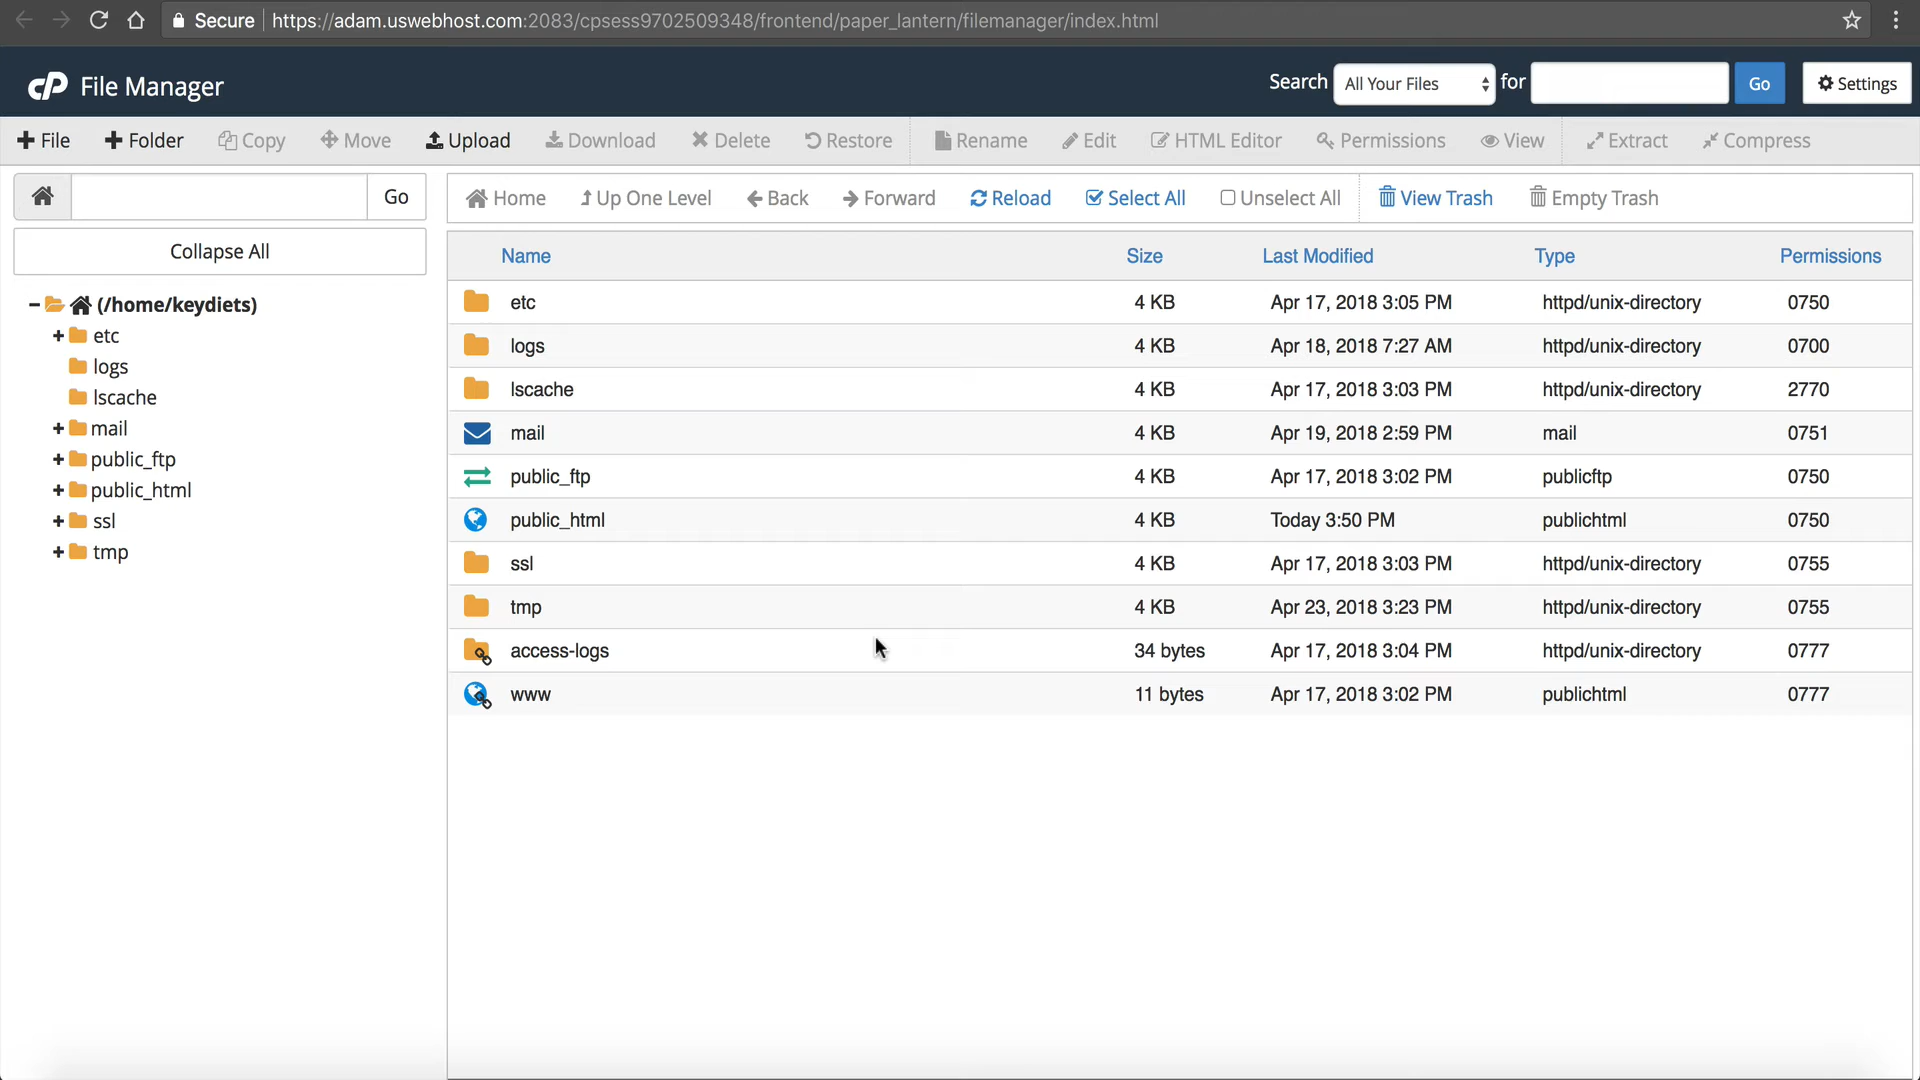 Secure https://adam.uswebhost.com:2083/cpsess9702509348/frontend/paper_lantern/filemanager/index.html
cP File Manager
Search All Your Files for Go Settings
File Folder Copy Move Upload Download Delete Restore Rename Edit HTML Editor Permissions View Extract Compress
Go
Home Up One Level Back Forward Reload Select All Unselect All View Trash Empty Trash
Collapse All
(/home/keydiets)
etc
logs
lscache
mail
public_ftp
public_html
ssl
tmp
Name Size Last Modified Type Permissions
etc 4 KB Apr 17, 2018 3:05 PM httpd/unix-directory 0750
logs 4 KB Apr 18, 2018 7:27 AM httpd/unix-directory 0700
lscache 4 KB Apr 17, 2018 3:03 PM httpd/unix-directory 2770
mail 4 KB Apr 19, 2018 2:59 PM mail 0751
public_ftp 4 KB Apr 17, 2018 3:02 PM publicftp 0750
public_html 4 KB Today 3:50 PM publichtml 0750
ssl 4 KB Apr 17, 2018 3:03 PM httpd/unix-directory 0755
tmp 4 KB Apr 23, 2018 3:23 PM httpd/unix-directory 0755
access-logs 34 bytes Apr 17, 2018 3:04 PM httpd/unix-directory 0777
www 11 bytes Apr 17, 2018 3:02 PM publichtml 0777